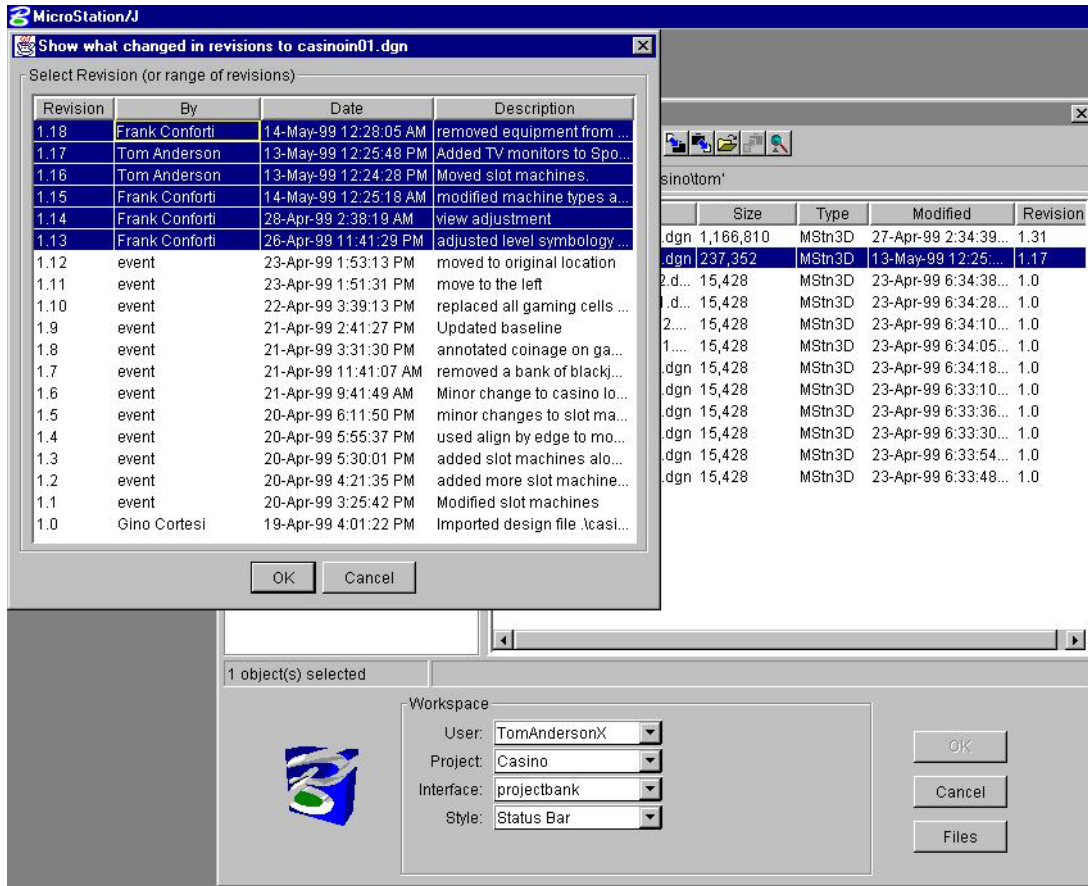 MicroStation/J
Show what changed in revisions to casinoin01.dgn
Select Revision (or range of revisions)
Revision By Date Description
1.18 Frank Conforti 14-May-99 12:28:05 AM removed equipment from ...
1.17 Tom Anderson 13-May-99 12:25:48 PM Added TV monitors to Spo...
1.16 Tom Anderson 13-May-99 12:24:28 PM Moved slot machines.
1.15 Frank Conforti 14-May-99 12:25:18 AM modified machine types a...
1.14 Frank Conforti 28-Apr-99 2:38:19 AM view adjustment
1.13 Frank Conforti 26-Apr-99 11:41:29 PM adjusted level symbology ...
1.12 event 23-Apr-99 1:53:13 PM moved to original location
1.11 event 23-Apr-99 1:51:31 PM move to the left
1.10 event 22-Apr-99 3:39:13 PM replaced all gaming cells ...
1.9 event 21-Apr-99 2:41:27 PM Updated baseline
1.8 event 21-Apr-99 3:31:30 PM annotated coinage on ga...
1.7 event 21-Apr-99 11:41:07 AM removed a bank of blackj...
1.6 event 21-Apr-99 9:41:49 AM Minor change to casino lo...
1.5 event 20-Apr-99 6:11:50 PM minor changes to slot ma...
1.4 event 20-Apr-99 5:55:37 PM used align by edge to mo...
1.3 event 20-Apr-99 5:30:01 PM added slot machines alo...
1.2 event 20-Apr-99 4:21:35 PM added more slot machine...
1.1 event 20-Apr-99 3:25:42 PM Modified slot machines
1.0 Gino Cortesi 19-Apr-99 4:01:22 PM Imported design file .\casi...
OK Cancel
sino\tom'
Size Type Modified Revision
.dgn 1,166,810 MStn3D 27-Apr-99 2:34:39... 1.31
.dgn 237,352 MStn3D 13-May-99 12:25:... 1.17
2.d... 15,428 MStn3D 23-Apr-99 6:34:38... 1.0
.d... 15,428 MStn3D 23-Apr-99 6:34:28... 1.0
2.... 15,428 MStn3D 23-Apr-99 6:34:10... 1.0
1.... 15,428 MStn3D 23-Apr-99 6:34:05... 1.0
.dgn 15,428 MStn3D 23-Apr-99 6:34:18... 1.0
.dgn 15,428 MStn3D 23-Apr-99 6:33:10... 1.0
.dgn 15,428 MStn3D 23-Apr-99 6:33:36... 1.0
.dgn 15,428 MStn3D 23-Apr-99 6:33:30... 1.0
.dgn 15,428 MStn3D 23-Apr-99 6:33:54... 1.0
.dgn 15,428 MStn3D 23-Apr-99 6:33:48... 1.0
1 object(s) selected
Workspace
User: TomAndersonX
Project: Casino
Interface: projectbank
Style: Status Bar
OK
Cancel
Files